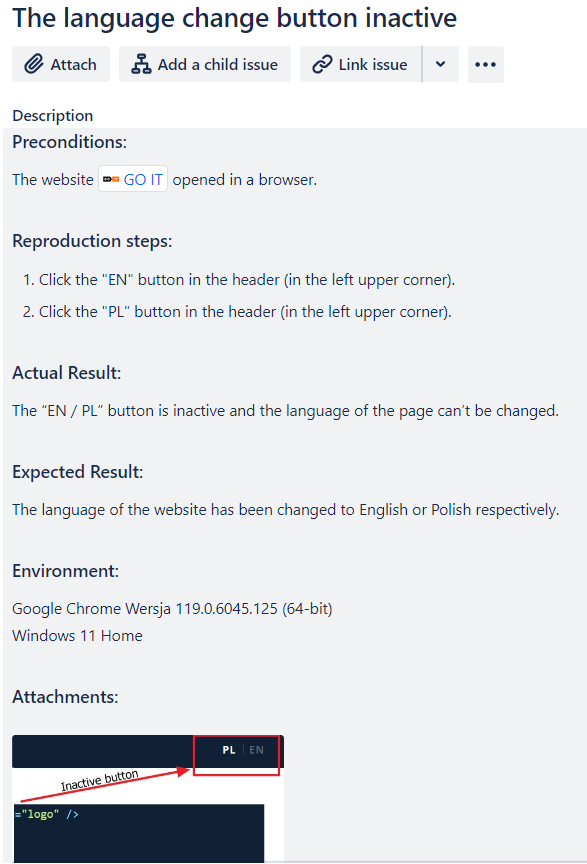 The language change button inactive
Attach
Add a child issue
Link issue
Description
Preconditions:
The website GO IT opened in a browser.
Reproduction steps:
1. Click the "EN" button in the header (in the left upper corner).
2. Click the "PL" button in the header (in the left upper corner).
Actual Result:
The “EN / PL” button is inactive and the language of the page can’t be changed.
Expected Result:
The language of the website has been changed to English or Polish respectively.
Environment:
Google Chrome Wersja 119.0.6045.125 (64-bit)
Windows 11 Home
Attachments:
PL | EN
Inactive button
="logo" />